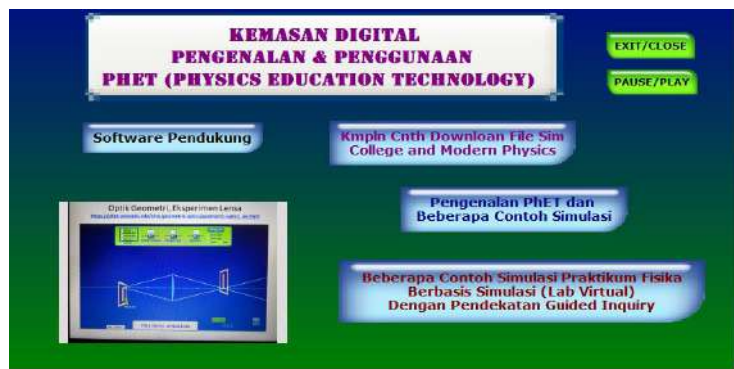 KEMASAN DIGITAL
PENGENALAN & PENGGUNAAN
PHET (PHYSICS EDUCATION TECHNOLOGY)
EXIT/CLOSE
PAUSE/PLAY
Software Pendukung
Kmpln Cnth Downloan File Sim
College and Modern Physics
Pengenalan PhET dan
Beberapa Contoh Simulasi
Optik Geometri, Eksperimen Lensa
Beberapa Contoh Simulasi Praktikum Fisika
Berbasis Simulasi (Lab Virtual)
Dengan Pendekatan Guided Inquiry